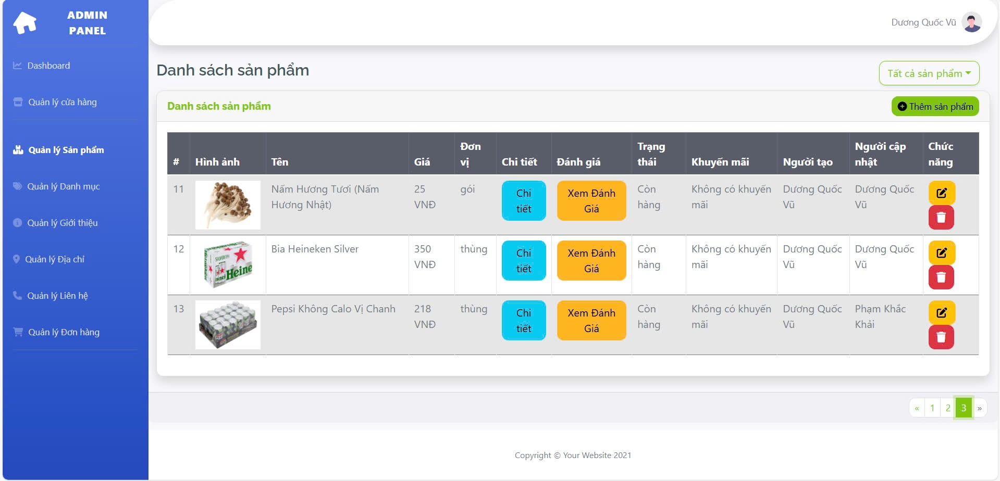 ADMIN
PANEL
Dương Quốc Vũ
Dashboard
Quản lý cửa hàng
Quản lý Sản phẩm
Quản lý Danh mục
Quản lý Giới thiệu
Quản lý Địa chỉ
Quản lý Liên hệ
Quản lý Đơn hàng
Danh sách sản phẩm
Tất cả sản phẩm
Danh sách sản phẩm
Thêm sản phẩm
# Hình ảnh Tên Giá Đơn vị Chi tiết Đánh giá Trạng thái Khuyến mãi Người tạo Người cập nhật Chức năng
11 Nấm Hương Tươi (Nấm Hương Nhật) 25 VNĐ gói Chi tiết Xem Đánh Giá Còn hàng Không có khuyến mãi Dương Quốc Vũ Dương Quốc Vũ
12 SILVER Heine Bia Heineken Silver 350 VNĐ thùng Chi tiết Xem Đánh Giá Còn hàng Không có khuyến mãi Dương Quốc Vũ Dương Quốc Vũ
13 Pepsi Không Calo Vị Chanh 218 VNĐ thùng Chi tiết Xem Đánh Giá Còn hàng Không có khuyến mãi Dương Quốc Vũ Phạm Khắc Khải
« 1 2 3 »
Copyright © Your Website 2021